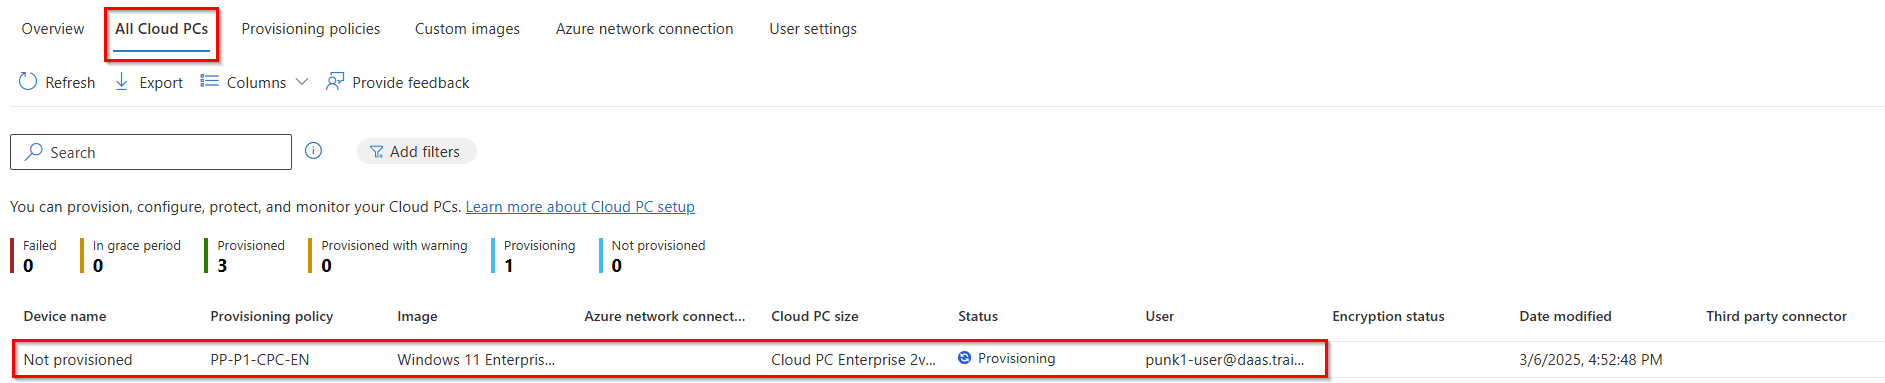 Overview All Cloud PCs Provisioning policies Custom images Azure network connection User settings
Refresh Export Columns Provide feedback
Search Add filters
You can provision, configure, protect, and monitor your Cloud PCs. Learn more about Cloud PC setup
Failed In grace period Provisioned Provisioned with warning Provisioning Not provisioned
0 0 3 0 1 0
Device name Provisioning policy Image Azure network connect... Cloud PC size Status User Encryption status Date modified Third party connector
Not provisioned PP-P1-CPC-EN Windows 11 Enterpris... Cloud PC Enterprise 2v... Provisioning punk1-user@daas.trai... 3/6/2025, 4:52:48 PM